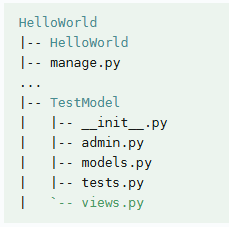 HelloWorld
|-- HelloWorld
|-- manage.py
...
|-- TestModel
|   |-- __init__.py
|   |-- admin.py
|   |-- models.py
|   |-- tests.py
|   `-- views.py